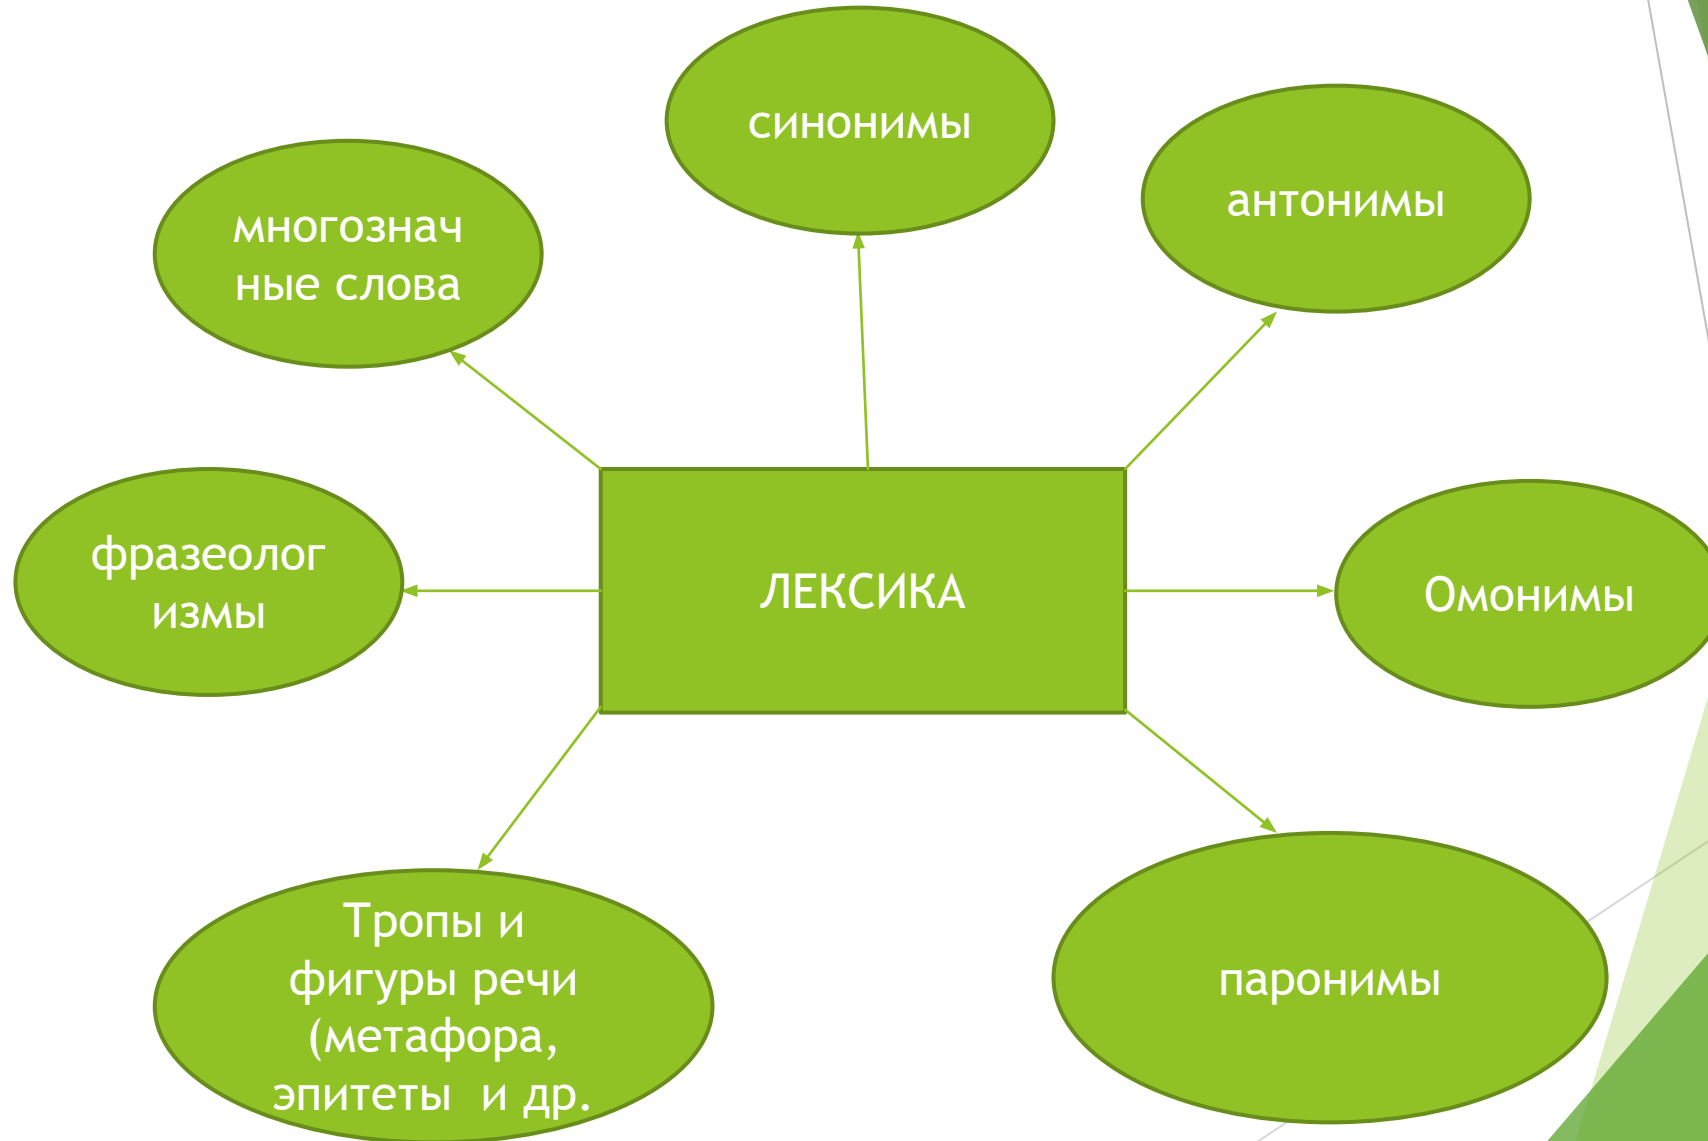 синонимы
антонимы
многознач
ные слова
фразеолог
измы
ЛЕКСИКА
Омонимы
Тропы и
фигуры речи
(метафора,
эпитеты и др.
паронимы